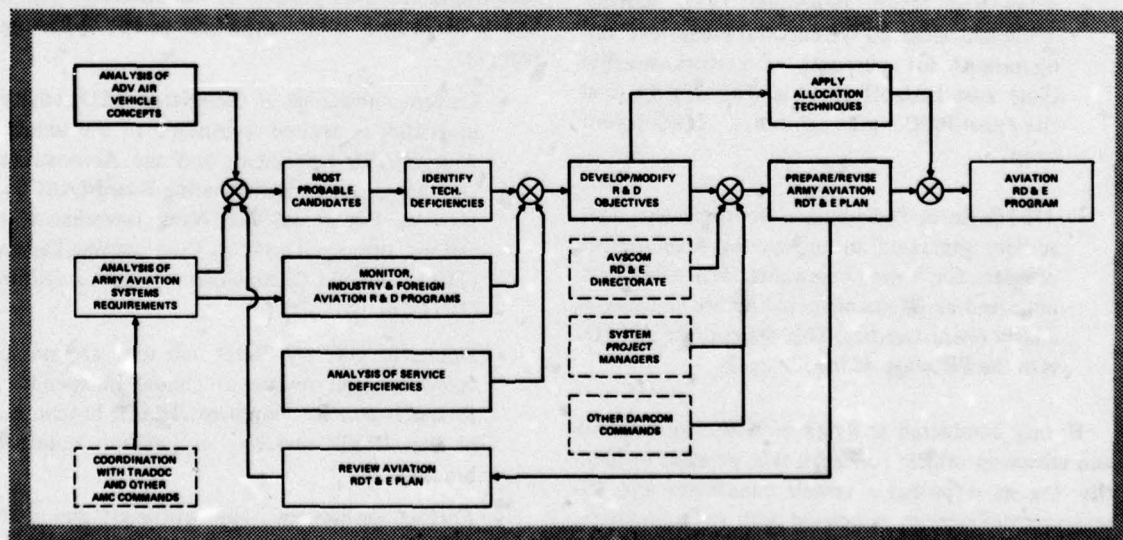 ANALYSIS OF
ADV AIR
VEHICLE
CONCEPTS
APPLY
ALLOCATION
TECHNIQUES
MOST
PROBABLE
CANDIDATES
IDENTIFY
TECH.
DEFICIENCIES
DEVELOP/MODIFY
R & D
OBJECTIVES
PREPARE/REVISE
ARMY AVIATION
RDT & E PLAN
AVIATION
RD & E
PROGRAM
ANALYSIS OF
ARMY AVIATION
SYSTEMS
REQUIREMENTS
MONITOR,
INDUSTRY & FOREIGN
AVIATION R & D PROGRAMS
AVSCOM
RD & E
DIRECTORATE
SYSTEM
PROJECT
MANAGERS
ANALYSIS OF SERVICE
DEFICIENCIES
OTHER DARCOM
COMMANDS
COORDINATION
WITH TRADOC
AND OTHER
AMC COMMANDS
REVIEW AVIATION
RDT & E PLAN